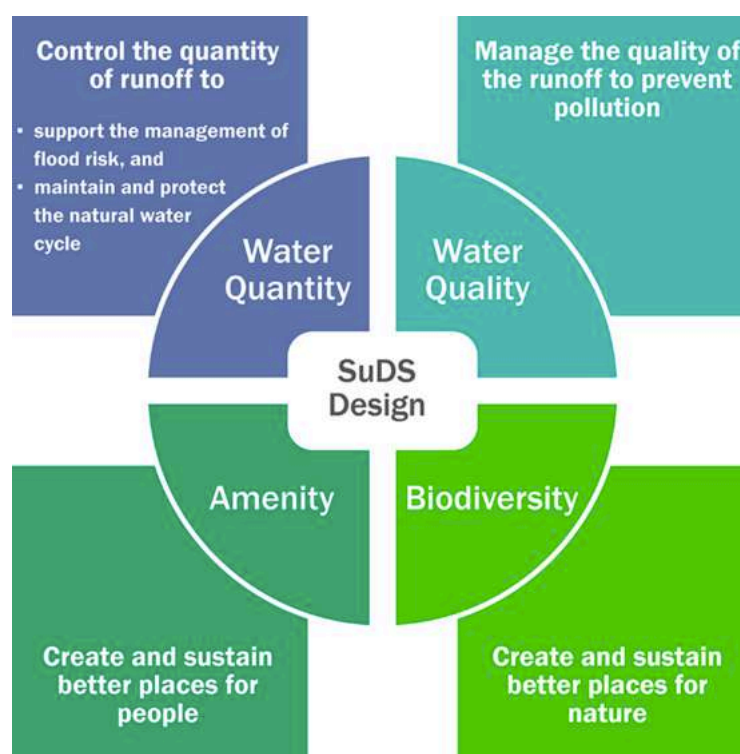 Control the quantity
of runoff to
• support the management of
flood risk, and
• maintain and protect
the natural water
cycle
Manage the quality of
the runoff to prevent
pollution
Water
Quantity
Water
Quality
SuDS
Design
Amenity
Biodiversity
Create and sustain
better places for
people
Create and sustain
better places for
nature